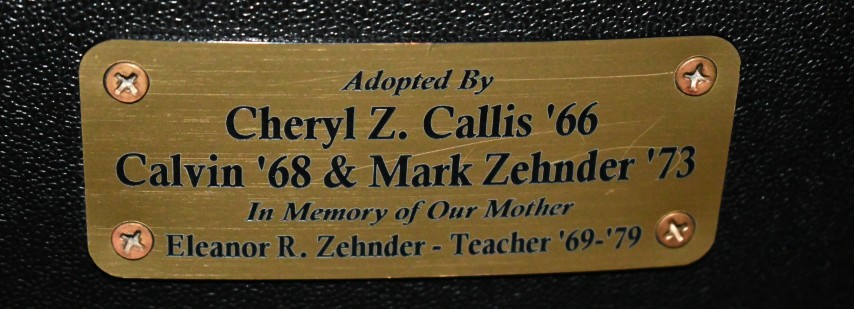 Adopted By
Cheryl Z. Callis '66
Calvin '68 & Mark Zehnder '73
In Memory of Our Mother
Eleanor R. Zehnder - Teacher '69-'79